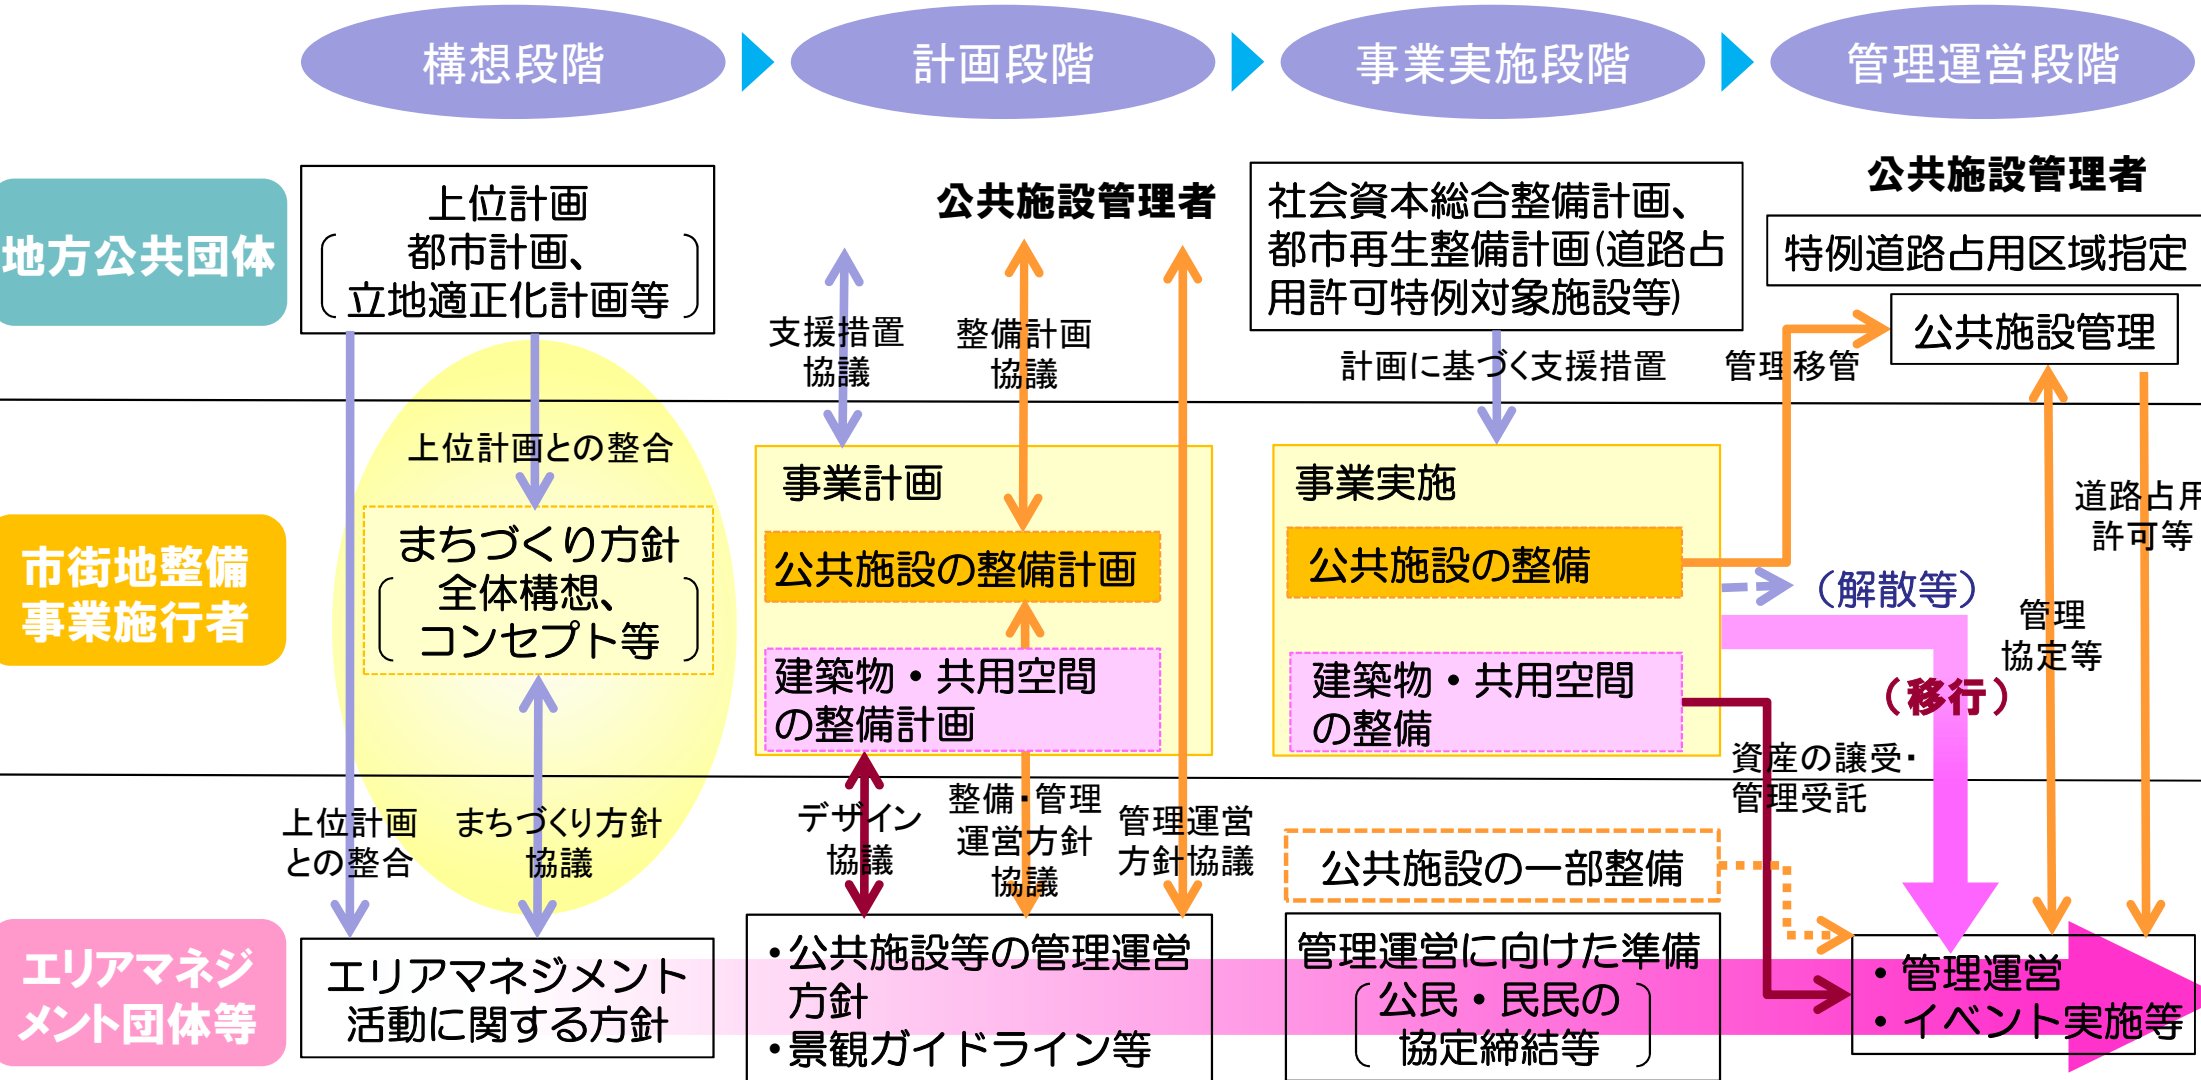 構想段階
計画段階
事業実施段階
管理運営段階
地方公共団体
上位計画
都市計画、
立地適正化計画等
公共施設管理者
社会資本総合整備計画、
都市再生整備計画(道路占
用許可特例対象施設等)
公共施設管理者
特例道路占用区域指定
公共施設管理
支援措置
協議
整備計画
協議
計画に基づく支援措置
管理移管
市街地整備
事業施行者
上位計画との整合
まちづくり方針
全体構想、
コンセプト等
事業計画
公共施設の整備計画
建築物・共用空間
の整備計画
事業実施
公共施設の整備
建築物・共用空間
の整備
(解散等)
(移行)
管理
協定等
道路占用
許可等
資産の譲受・
管理受託
上位計画
との整合
まちづくり方針
協議
デザイン
協議
整備・管理
運営方針
協議
管理運営
方針協議
公共施設の一部整備
エリアマネジ
メント団体等
エリアマネジメント
活動に関する方針
・公共施設等の管理運営
方針
・景観ガイドライン等
管理運営に向けた準備
公民・民民の
協定締結等
・管理運営
・イベント実施等